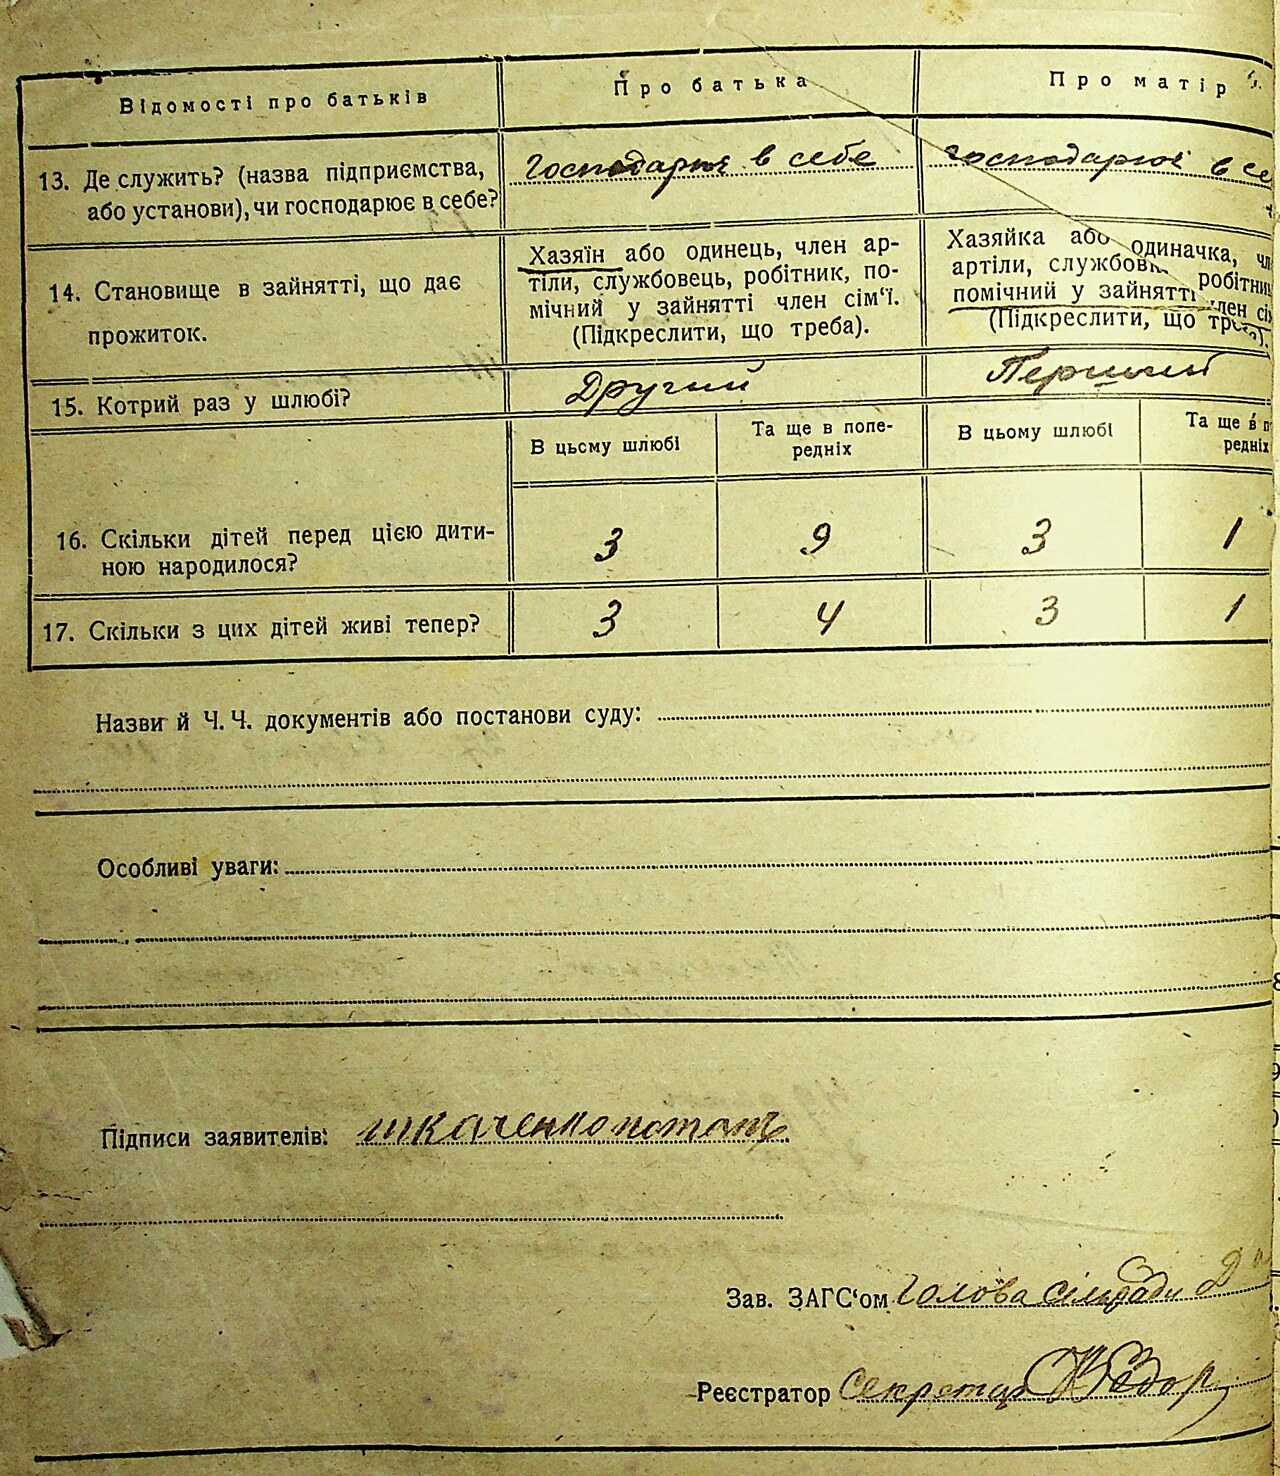 Відомості про батьків
Про батька
Про матір
13. Де служить? (назва підприємства,
або установи), чи господарює в себе?
Господарює в себе
господарює в се
14. Становище в зайнятті, що дає
прожиток.
Хазяїн або одинець, член ар-
тіли, службовець, робітник, по-
мічний у зайнятті член сім'ї.
(Підкреслити, що треба).
Хазяйка або одиначка, чл
артіли, службов робітниц
помічний у зайнятті член сі
(Підкреслити, що треба).
15. Котрий раз у шлюбі?
Другий
Перший
В цьому шлюбі
Та ще в попе-
редніх
В цьому шлюбі
Та ще в п
редніх
16. Скільки дітей перед цією дити-
ною народилося?
3
9
3
1
17. Скільки з цих дітей живі тепер?
3
4
3
1
Назви й Ч. Ч. документів або постанови суду:
Особливі уваги:
Підписи заявителів: ткаченко потап
Зав. ЗАГС'ом Голова сільради
Реєстратор Секретар